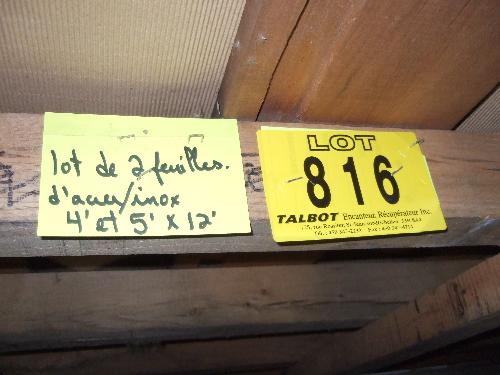 lot de 2 feuilles.
d'acier/inox
4' et 5' x 12'
LOT
816
TALBOT Encanteur Récupérateur Inc.